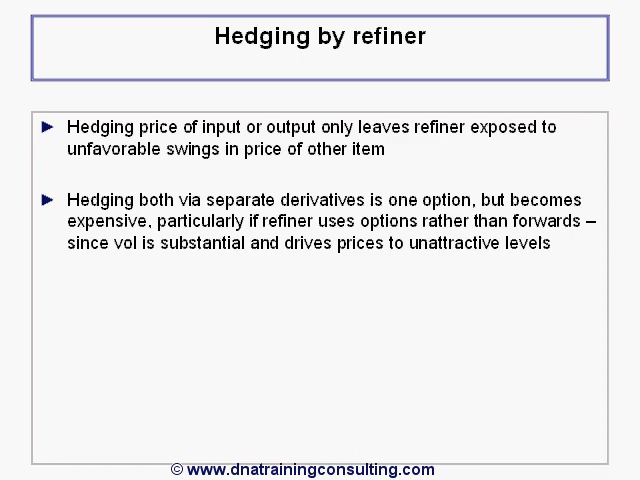 Hedging by refiner
► Hedging price of input or output only leaves refiner exposed to
unfavorable swings in price of other item
► Hedging both via separate derivatives is one option, but becomes
expensive, particularly if refiner uses options rather than forwards –
since vol is substantial and drives prices to unattractive levels
© www.dnatrainingconsulting.com